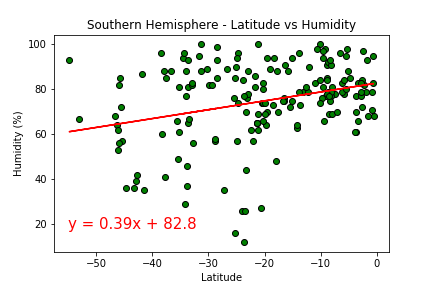 Southern Hemisphere - Latitude vs Humidity
100
80
60
40
20
Humidity (%)
y = 0.39x + 82.8
−50
−40
−30
−20
−10
0
Latitude